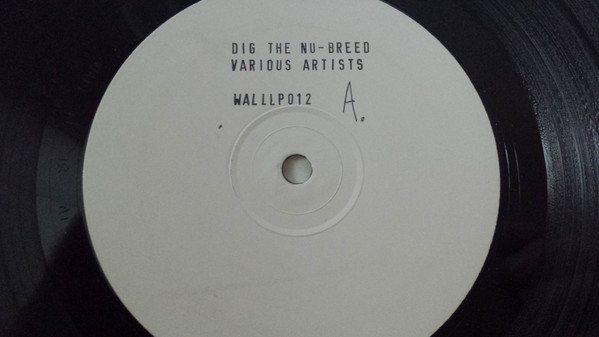 DIG THE NU-BREED
VARIOUS ARTISTS
WALLLP012 A.